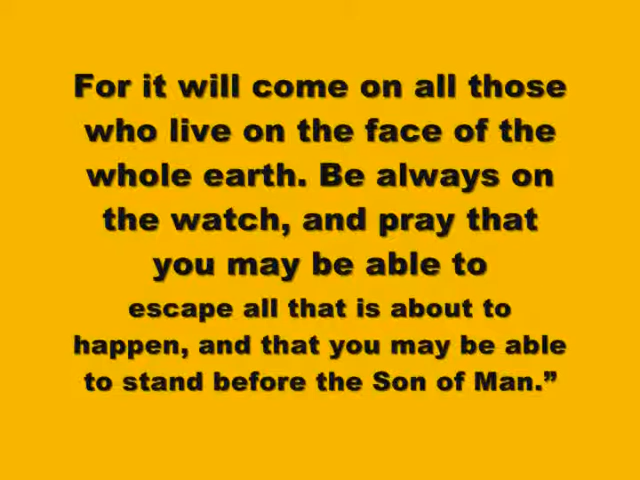 For it will come on all those
who live on the face of the
whole earth. Be always on
the watch, and pray that
you may be able to
escape all that is about to
happen, and that you may be able
to stand before the Son of Man.”